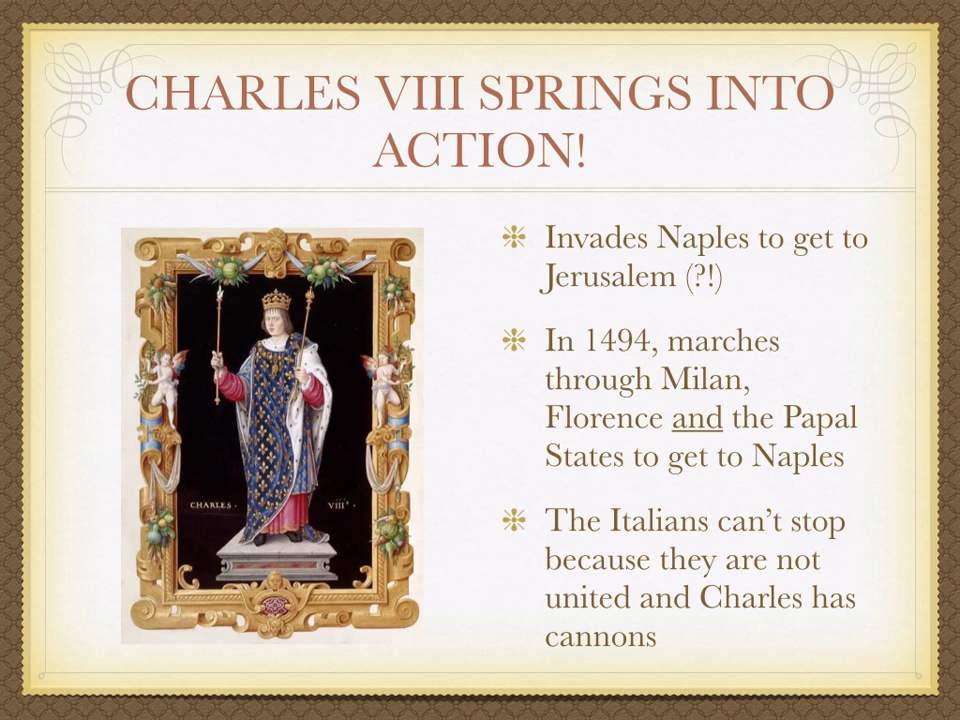 CHARLES VIII SPRINGS INTO
ACTION!
CHARLES · VIIIᵉ ·
Invades Naples to get to
Jerusalem (?!)
In 1494, marches
through Milan,
Florence and the Papal
States to get to Naples
The Italians can’t stop
because they are not
united and Charles has
cannons